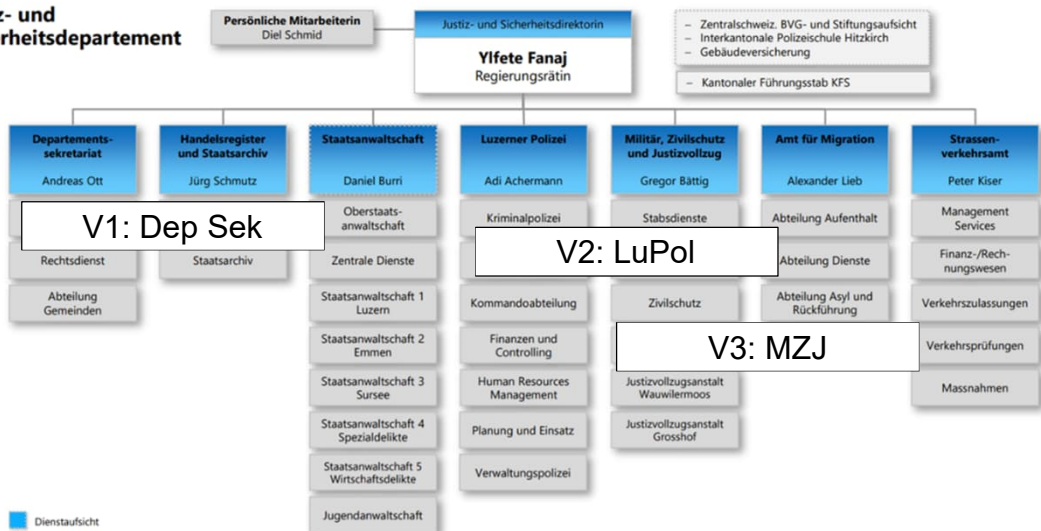 z- und
rheitsdepartement
Persönliche Mitarbeiterin
Diel Schmid
Justiz- und Sicherheitsdirektorin
Ylfete Fanaj
Regierungsrätin
– Zentralschweiz. BVG- und Stiftungsaufsicht
– Interkantonale Polizeischule Hitzkirch
– Gebäudeversicherung
– Kantonaler Führungsstab KFS
Departements-
sekretariat
Andreas Ott
Rechtsdienst
Abteilung
Gemeinden
Handelsregister
und Staatsarchiv
Jürg Schmutz
Staatsarchiv
V1: Dep Sek
Staatsanwaltschaft
Daniel Burri
Oberstaats-
anwaltschaft
Zentrale Dienste
Staatsanwaltschaft 1
Luzern
Staatsanwaltschaft 2
Emmen
Staatsanwaltschaft 3
Sursee
Staatsanwaltschaft 4
Spezialdelikte
Staatsanwaltschaft 5
Wirtschaftsdelikte
Jugendanwaltschaft
Luzerner Polizei
Adi Achermann
Kriminalpolizei
V2: LuPol
Kommandoabteilung
Finanzen und
Controlling
Human Resources
Management
Planung und Einsatz
Verwaltungspolizei
Militär, Zivilschutz
und Justizvollzug
Gregor Bättig
Stabsdienste
Zivilschutz
V3: MZJ
Justizvollzugsanstalt
Wauwilermoos
Justizvollzugsanstalt
Grosshof
Amt für Migration
Alexander Lieb
Abteilung Aufenthalt
Abteilung Dienste
Abteilung Asyl und
Rückführung
Strassen-
verkehrsamt
Peter Kiser
Management
Services
Finanz-/Rech-
nungswesen
Verkehrszulassungen
Verkehrsprüfungen
Massnahmen
Dienstaufsicht